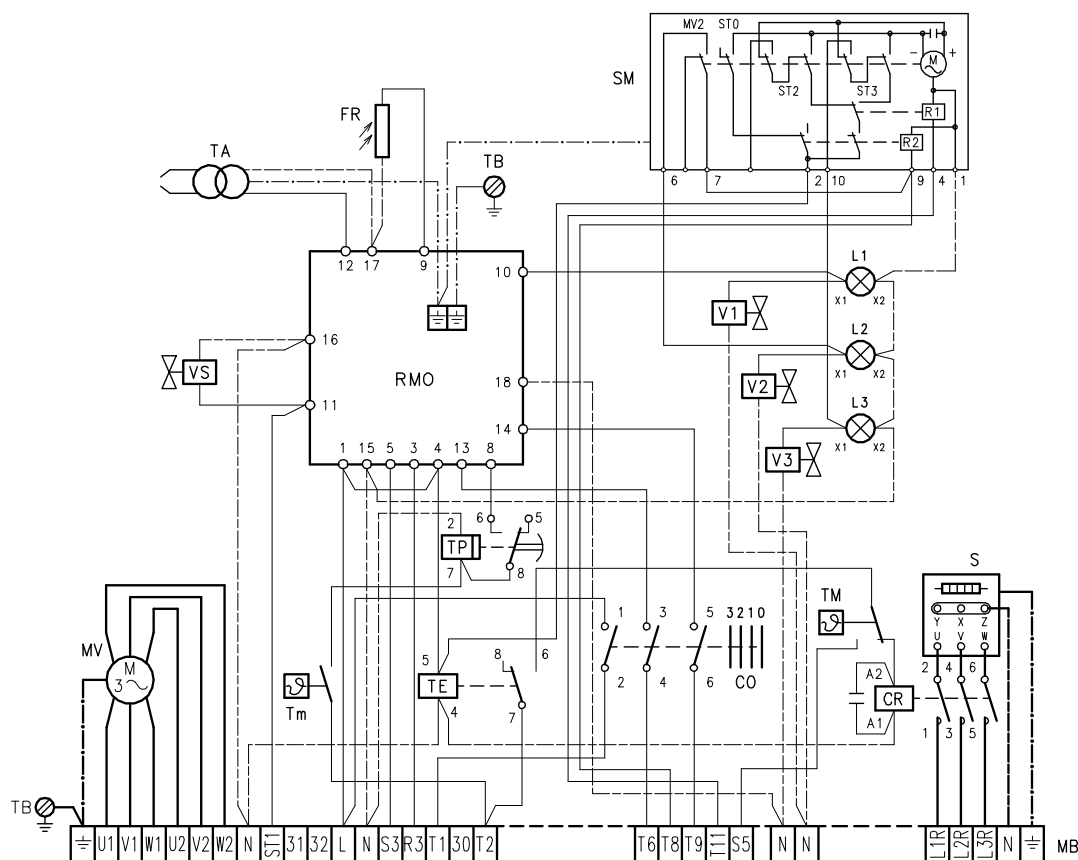 MV2 ST0
SM
- M +
ST2 ST3
R1
R2
6 7 2 10 9 4 1
FR
TA
TB
12 17 9
10
L1
X1 X2
V1
16
VS
RMO
18
L2
X1 X2
V2
11
14
L3
X1 X2
V3
1 15 5 3 4 13 8
2 6 5
TP
7 8
S
Y X Z
U V W
TM
MV
M
3
1 3 5 3210
5 8 6
Tm
TE
CO
2 4 6
A2
CR
A1
2 4 6
4 7
1 3 5
TB
U1 V1 W1 U2 V2 W2 N ST1 31 32 L N S3 R3 T1 30 T2 T6 T8 T9 T11 S5 N N L1R L2R L3R N
MB